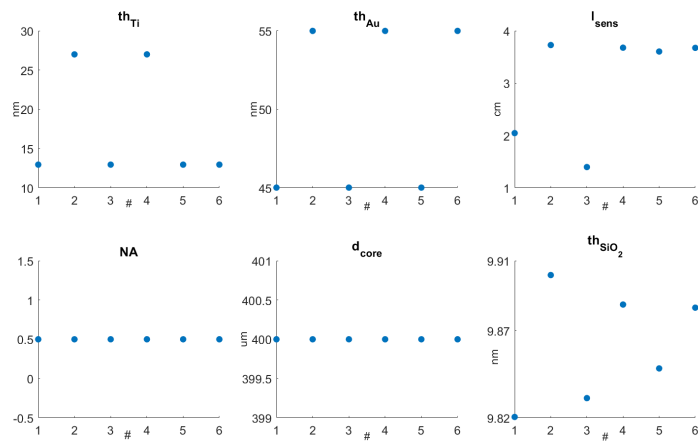 th_Ti
30
25
20
15
10
nm
1 2 3 4 5 6
#
th_Au
55
50
45
nm
1 2 3 4 5 6
#
l_sens
4
3
2
1
cm
1 2 3 4 5 6
#
NA
1.5
1
0.5
0
-0.5
1 2 3 4 5 6
#
d_core
401
400.5
400
399.5
399
um
1 2 3 4 5 6
#
th_SiO_2
9.91
9.87
9.82
nm
1 2 3 4 5 6
#